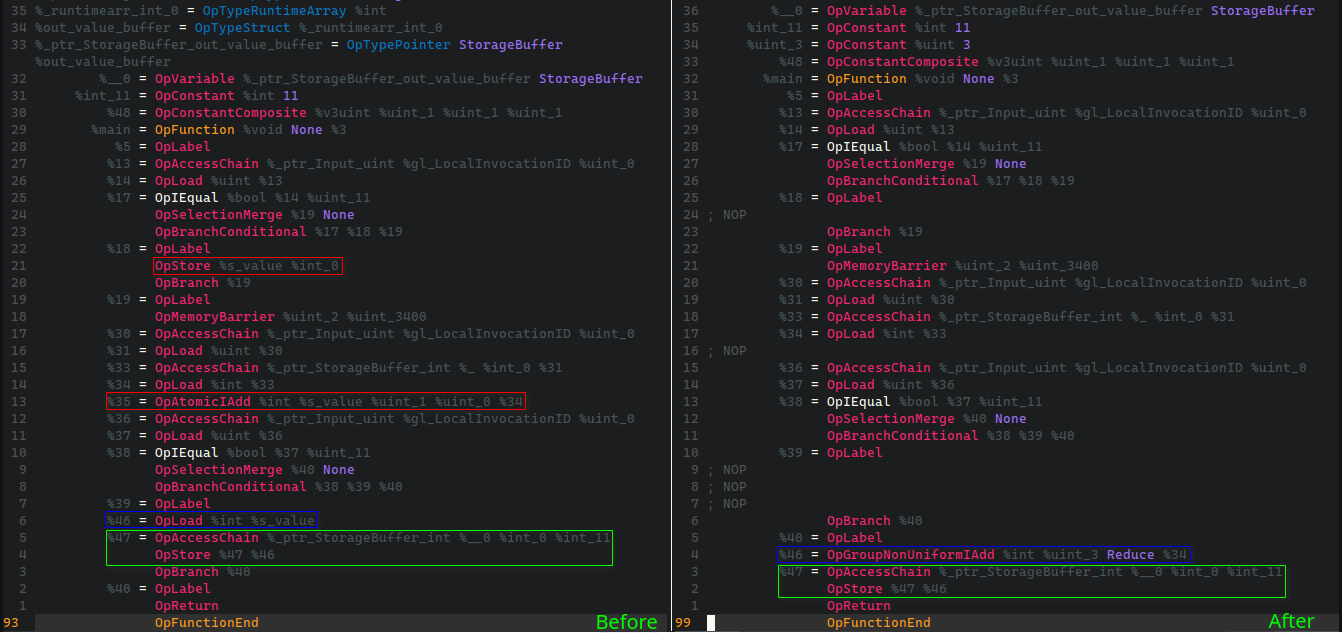 35 %_runtimearr_int_0 = OpTypeRuntimeArray %int
34 %out_value_buffer = OpTypeStruct %_runtimearr_int_0
33 %_ptr_StorageBuffer_out_value_buffer = OpTypePointer StorageBuffer
%out_value_buffer
32 %__0 = OpVariable %_ptr_StorageBuffer_out_value_buffer StorageBuffer
31 %int_11 = OpConstant %int 11
30 %48 = OpConstantComposite %v3uint %uint_1 %uint_1 %uint_1
29 %main = OpFunction %void None %3
28 %5 = OpLabel
27 %13 = OpAccessChain %_ptr_Input_uint %gl_LocalInvocationID %uint_0
26 %14 = OpLoad %uint %13
25 %17 = OpIEqual %bool %14 %uint_11
24 OpSelectionMerge %19 None
23 OpBranchConditional %17 %18 %19
22 %18 = OpLabel
21 OpStore %s_value %int_0
20 OpBranch %19
19 %19 = OpLabel
18 OpMemoryBarrier %uint_2 %uint_3400
17 %30 = OpAccessChain %_ptr_Input_uint %gl_LocalInvocationID %uint_0
16 %31 = OpLoad %uint %30
15 %33 = OpAccessChain %_ptr_StorageBuffer_int %_ %int_0 %31
14 %34 = OpLoad %int %33
13 %35 = OpAtomicIAdd %int %s_value %uint_1 %uint_0 %34
12 %36 = OpAccessChain %_ptr_Input_uint %gl_LocalInvocationID %uint_0
11 %37 = OpLoad %uint %36
10 %38 = OpIEqual %bool %37 %uint_11
9 OpSelectionMerge %40 None
8 OpBranchConditional %38 %39 %40
7 %39 = OpLabel
6 %46 = OpLoad %int %s_value
5 %47 = OpAccessChain %_ptr_StorageBuffer_int %__0 %int_0 %int_11
4 OpStore %47 %46
3 OpBranch %40
2 %40 = OpLabel
1 OpReturn
93 OpFunctionEnd
Before
36 %__0 = OpVariable %_ptr_StorageBuffer_out_value_buffer StorageBuffer
35 %int_11 = OpConstant %int 11
34 %uint_3 = OpConstant %uint 3
33 %48 = OpConstantComposite %v3uint %uint_1 %uint_1 %uint_1
32 %main = OpFunction %void None %3
31 %5 = OpLabel
30 %13 = OpAccessChain %_ptr_Input_uint %gl_LocalInvocationID %uint_0
29 %14 = OpLoad %uint %13
28 %17 = OpIEqual %bool %14 %uint_11
27 OpSelectionMerge %19 None
26 OpBranchConditional %17 %18 %19
25 %18 = OpLabel
24 ; NOP
23 OpBranch %19
22 %19 = OpLabel
21 OpMemoryBarrier %uint_2 %uint_3400
20 %30 = OpAccessChain %_ptr_Input_uint %gl_LocalInvocationID %uint_0
19 %31 = OpLoad %uint %30
18 %33 = OpAccessChain %_ptr_StorageBuffer_int %_ %int_0 %31
17 %34 = OpLoad %int %33
16 ; NOP
15 %36 = OpAccessChain %_ptr_Input_uint %gl_LocalInvocationID %uint_0
14 %37 = OpLoad %uint %36
13 %38 = OpIEqual %bool %37 %uint_11
12 OpSelectionMerge %40 None
11 OpBranchConditional %38 %39 %40
10 %39 = OpLabel
9 ; NOP
8 ; NOP
7 ; NOP
6 OpBranch %40
5 %40 = OpLabel
4 %46 = OpGroupNonUniformIAdd %int %uint_3 Reduce %34
3 %47 = OpAccessChain %_ptr_StorageBuffer_int %__0 %int_0 %int_11
2 OpStore %47 %46
1 OpReturn
99 OpFunctionEnd
After